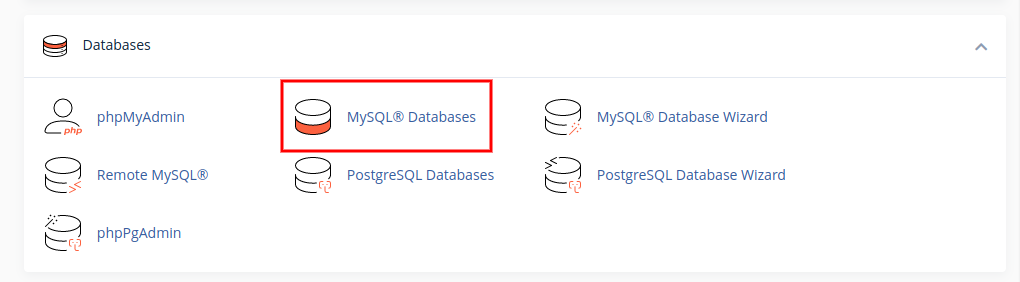 Databases
phpMyAdmin
MySQL® Databases
MySQL® Database Wizard
Remote MySQL®
PostgreSQL Databases
PostgreSQL Database Wizard
phpPgAdmin
php